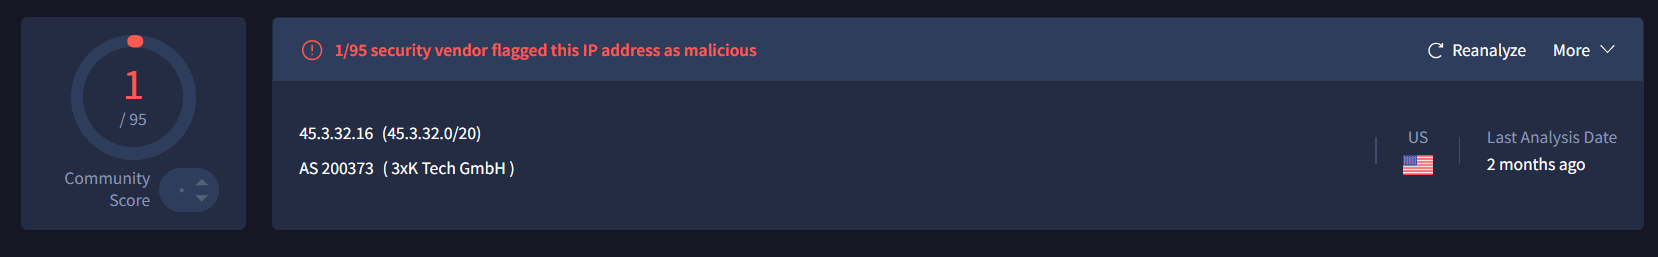 1
/ 95
Community
Score
1/95 security vendor flagged this IP address as malicious
Reanalyze
More
45.3.32.16 (45.3.32.0/20)
AS 200373 ( 3xK Tech GmbH )
US
Last Analysis Date
2 months ago